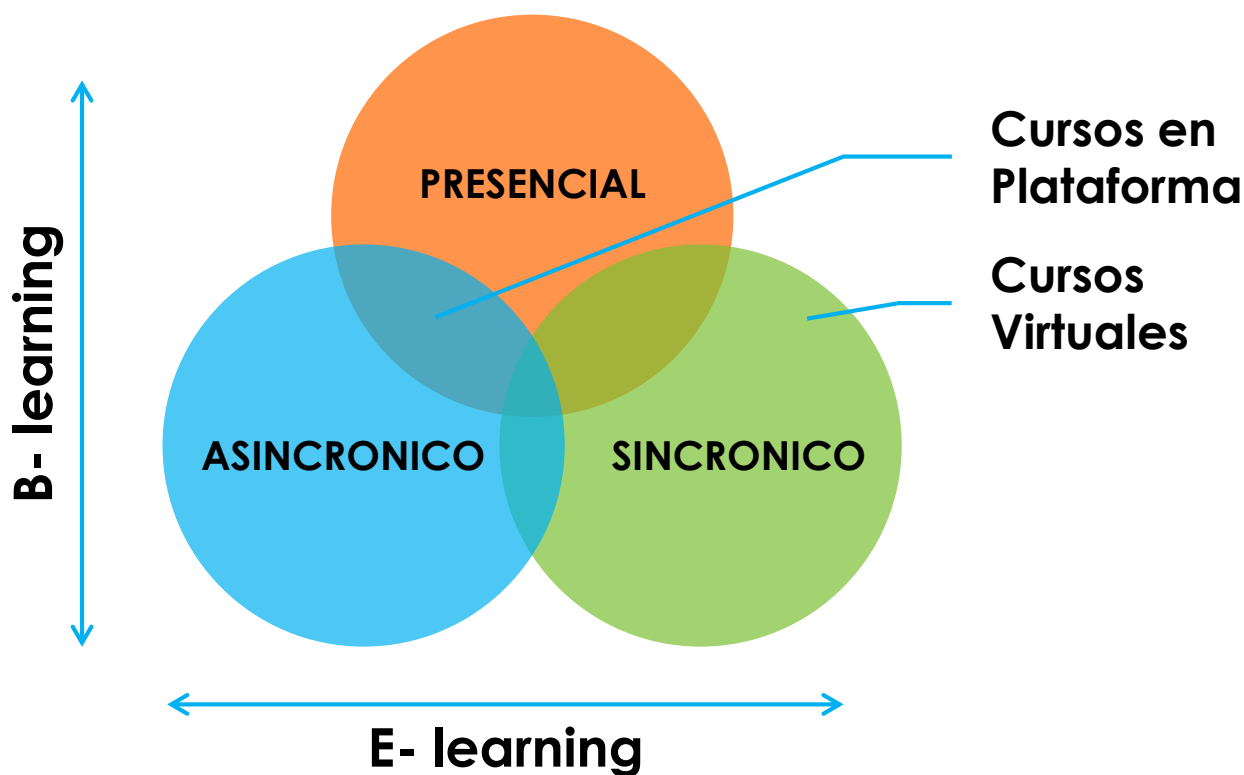 PRESENCIAL
Cursos en
Plataforma
Cursos
Virtuales
B- learning
ASINCRONICO
SINCRONICO
E- learning